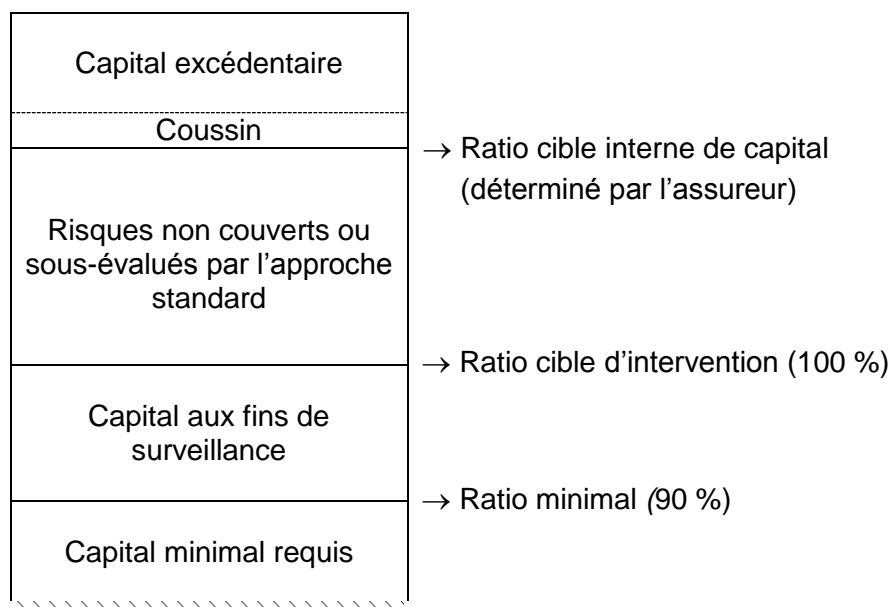 Capital excédentaire
Coussin
→ Ratio cible interne de capital
(déterminé par l’assureur)
Risques non couverts ou
sous-évalués par l’approche
standard
→ Ratio cible d’intervention (100 %)
Capital aux fins de
surveillance
→ Ratio minimal (90 %)
Capital minimal requis